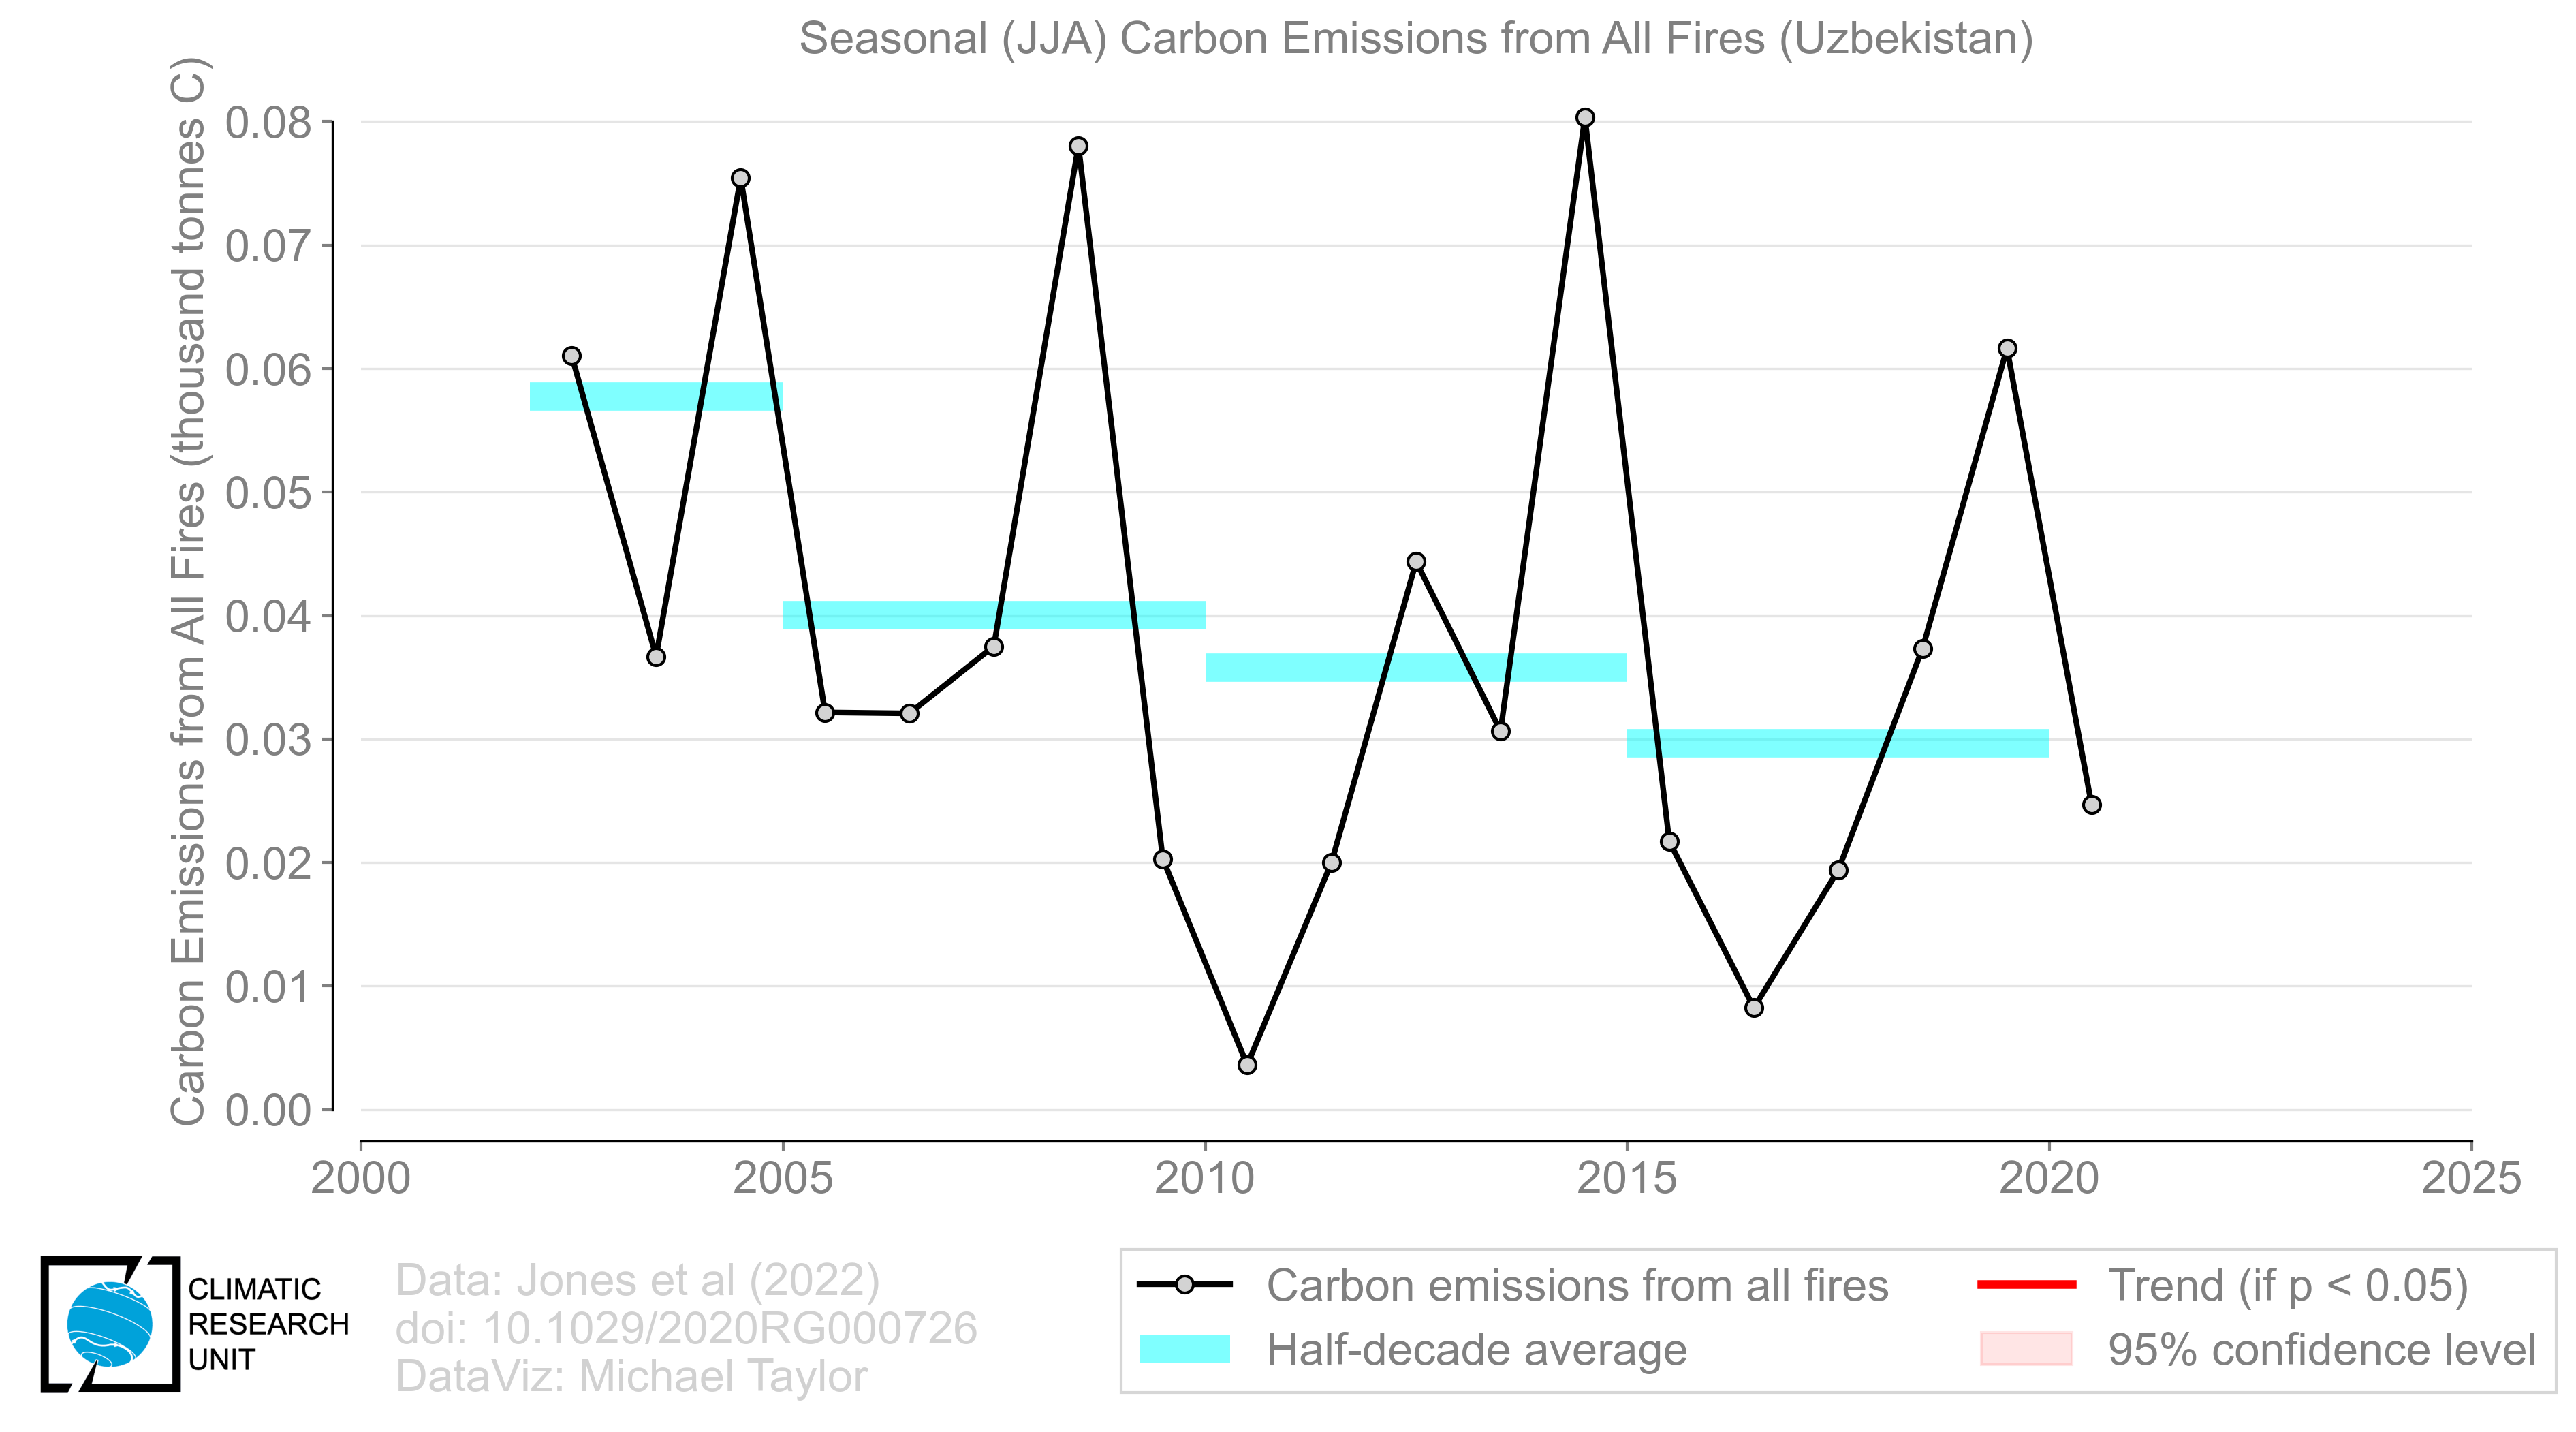 Seasonal (JJA) Carbon Emissions from All Fires (Uzbekistan)
Carbon Emissions from All Fires (thousand tonnes C)
0.08
0.07
0.06
0.05
0.04
0.03
0.02
0.01
0.00
2000 2005 2010 2015 2020 2025
CLIMATIC
RESEARCH
UNIT
Data: Jones et al (2022)
doi: 10.1029/2020RG000726
DataViz: Michael Taylor
Carbon emissions from all fires
Half-decade average
Trend (if p < 0.05)
95% confidence level